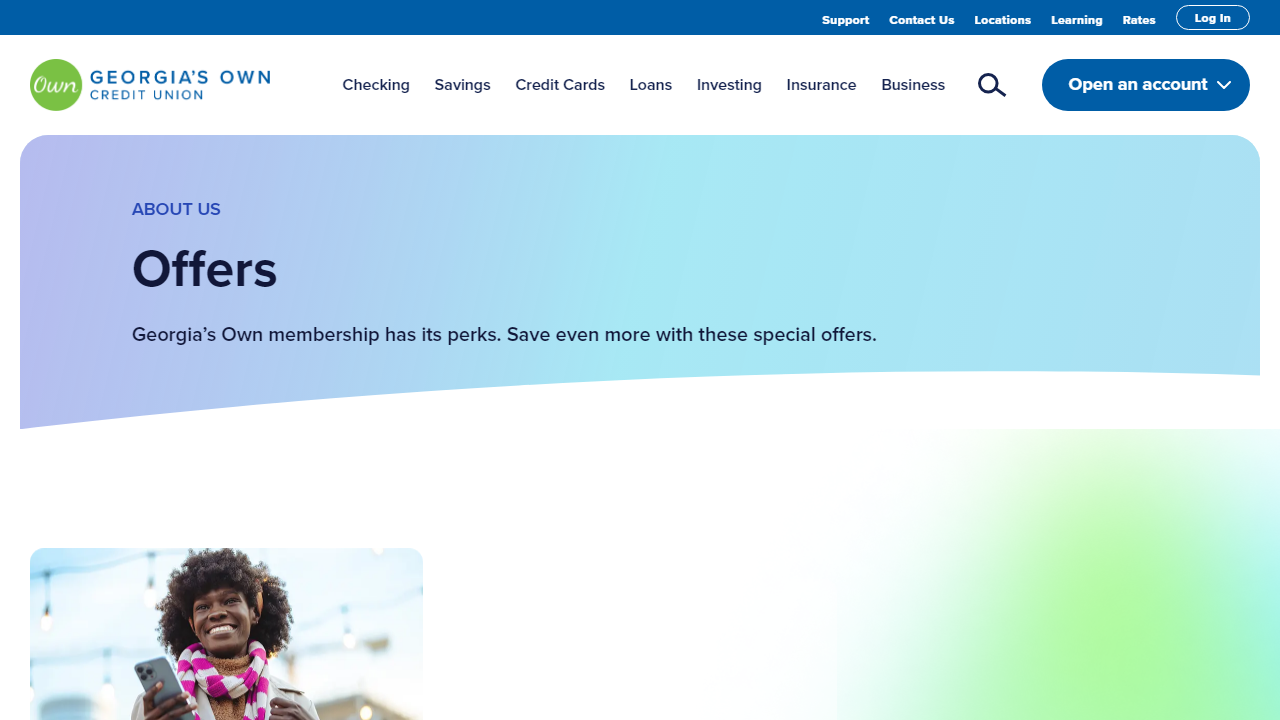 Support Contact Us Locations Learning Rates Log In
Own GEORGIA'S OWN
CREDIT UNION
Checking Savings Credit Cards Loans Investing Insurance Business Open an account
ABOUT US
Offers
Georgia’s Own membership has its perks. Save even more with these special offers.